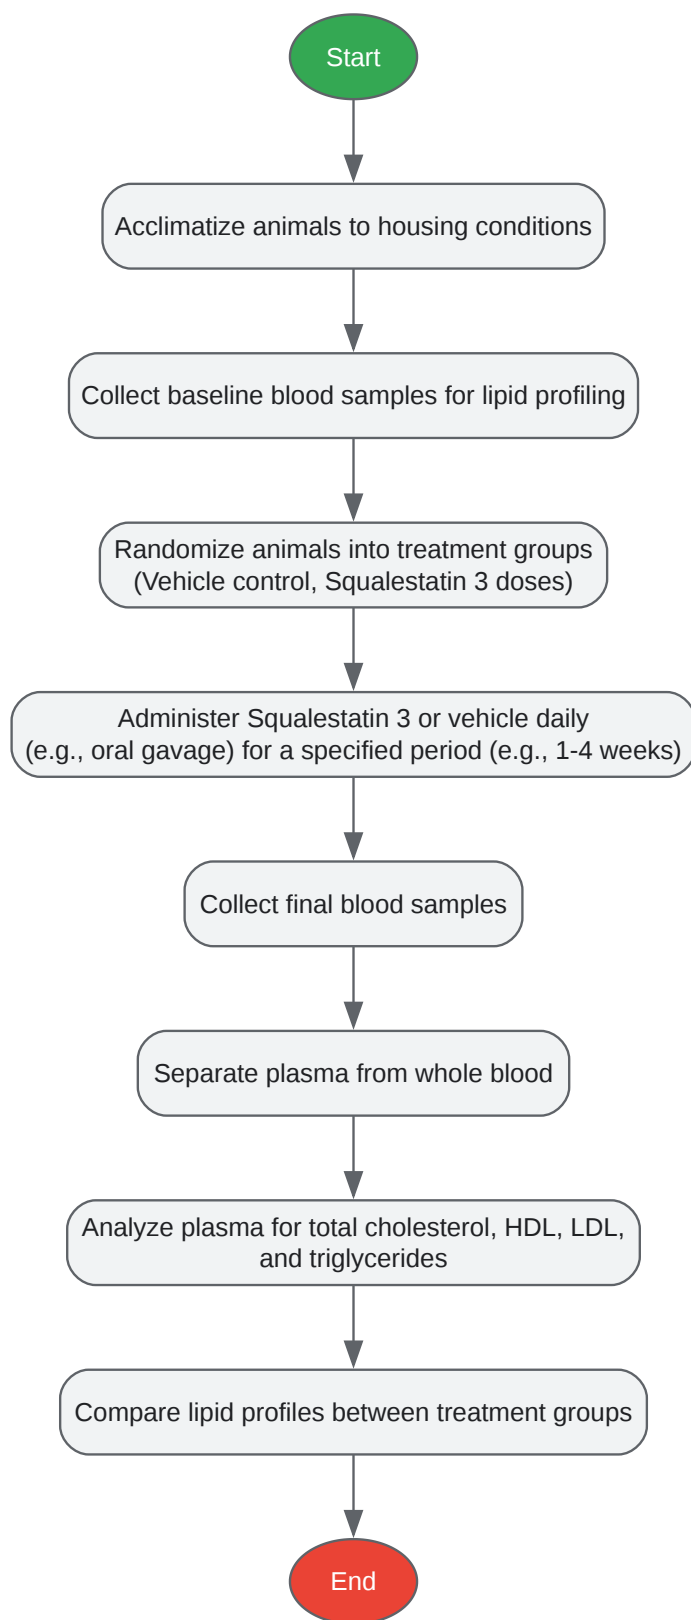 Start
Acclimatize animals to housing conditions
Collect baseline blood samples for lipid profiling
Randomize animals into treatment groups
(Vehicle control, Squalestatin 3 doses)
Administer Squalestatin 3 or vehicle daily
(e.g., oral gavage) for a specified period (e.g., 1-4 weeks)
Collect final blood samples
Separate plasma from whole blood
Analyze plasma for total cholesterol, HDL, LDL,
and triglycerides
Compare lipid profiles between treatment groups
End